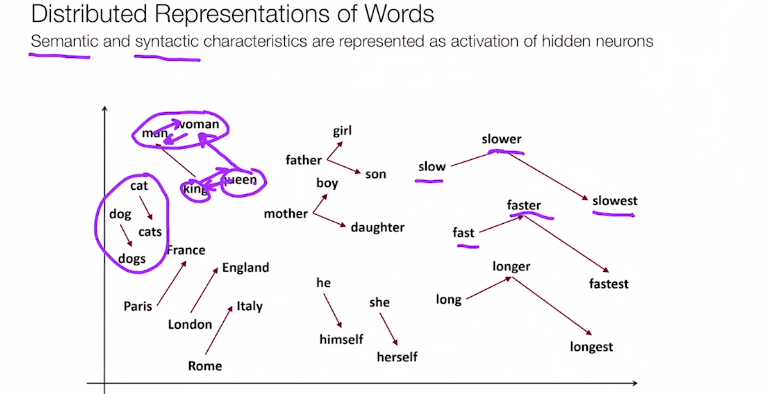 Distributed Representations of Words
Semantic and syntactic characteristics are represented as activation of hidden neurons
man woman
king queen
cat
dog
cats
dogs
France
England
Paris
Italy
London
Rome
girl
father
son
boy
mother
daughter
he
she
himself
herself
slower
slow
slowest
faster
fast
fastest
longer
long
longest